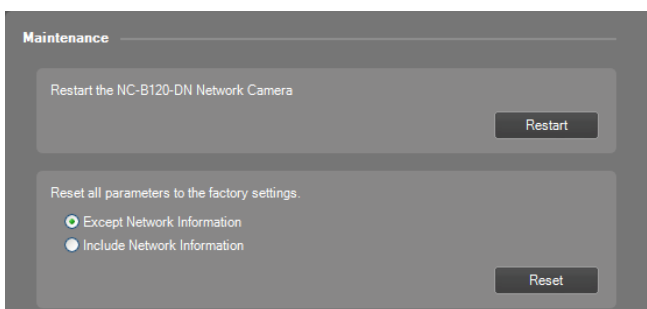 Maintenance
Restart the NC-B120-DN Network Camera
Restart
Reset all parameters to the factory settings.
Except Network Information
Include Network Information
Reset